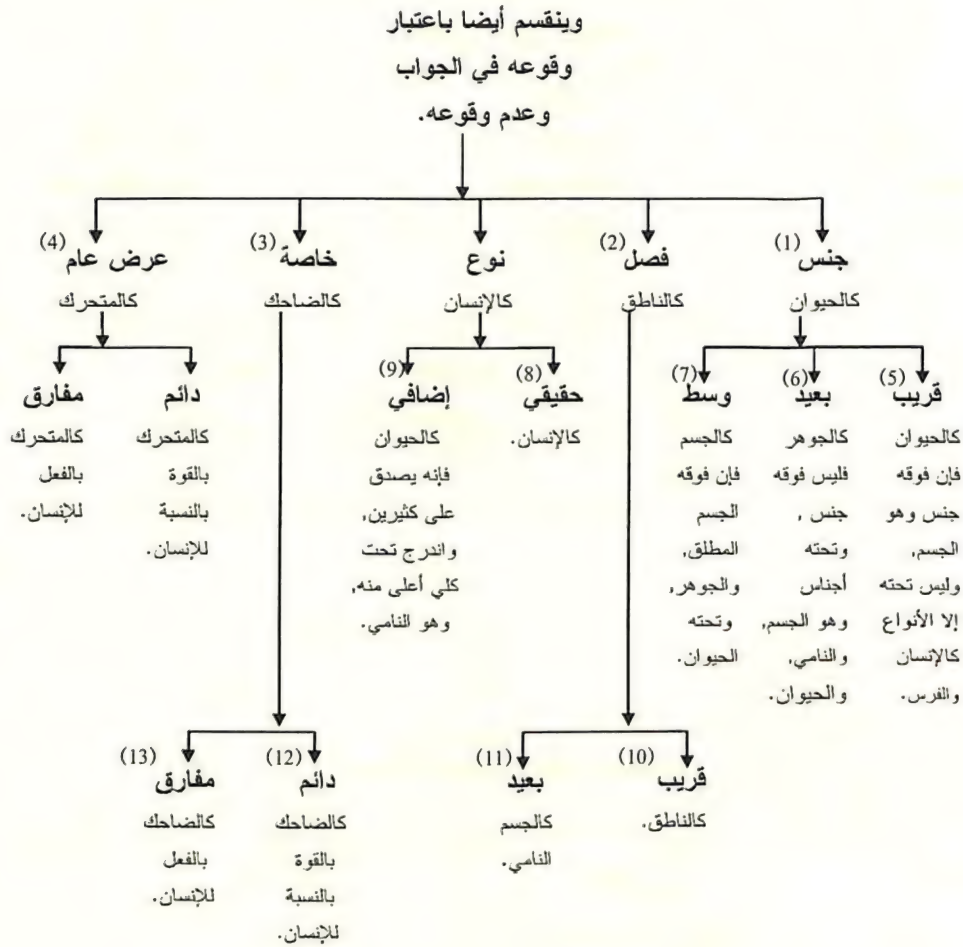 وينقسم أيضا باعتبار
وقوعه في الجواب
وعدم وقوعه.
جنس (1)
كالحيوان
فصل (2)
كالناطق
نوع
كالإنسان
خاصة (3)
كالضاحك
عرض عام (4)
كالمتحرك
قريب (5)
كالحيوان
فان فوقه
جنس وهو
الجسم,
وليس تحته
إلا الأنواع
كالإنسان
والفرس.
بعيد (6)
كالجوهر
فليس فوقه
جنس ,
وتحته
أجناس
وهو الجسم,
والنامي,
والحيوان.
وسط (7)
كالجسم
فإن فوقه
الجسم
المطلق,
والجوهر,
وتحته
الحيوان.
حقيقي (8)
كالإنسان.
إضافي (9)
كالحيوان
فإنه يصدق
على كثيرين,
واندرج تحت
كلي أعلى منه,
وهو النامي.
دائم
كالمتحرك
بالقوة
بالنسبة
للإنسان.
مفارق
كالمتحرك
بالفعل
للإنسان.
قريب (10)
كالناطق.
بعيد (11)
كالجسم
النامي.
دائم (12)
كالضاحك
بالقوة
بالنسبة
للإنسان.
مفارق (13)
كالضاحك
بالفعل
للإنسان.